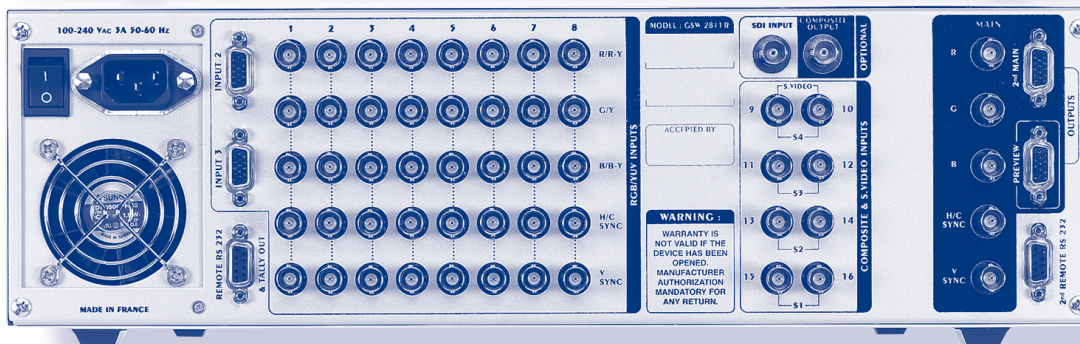 100-240 VAC 3A 50-60 Hz
MADE IN FRANCE
INPUT 2
INPUT 3
REMOTE RS 232
& TALLY OUT
1 2 3 4 5 6 7 8
R/R-Y
G/Y
B/B-Y
H/C
SYNC
V
SYNC
RGB/YUV INPUTS
MODEL : GSW 2811R
ACCEPTED BY
WARNING :
WARRANTY IS
NOT VALID IF THE
DEVICE HAS BEEN
OPENED.
MANUFACTURER
AUTHORIZATION
MANDATORY FOR
ANY RETURN.
SDI INPUT
COMPOSITE
OUTPUT
OPTIONAL
S.VIDEO
9 10
S4
11 12
S3
13 14
S2
15 16
S1
COMPOSITE & S.VIDEO INPUTS
MAIN
R
G
B
H/C
SYNC
V
SYNC
2nd MAIN
PREVIEW
OUTPUTS
2nd REMOTE RS 232